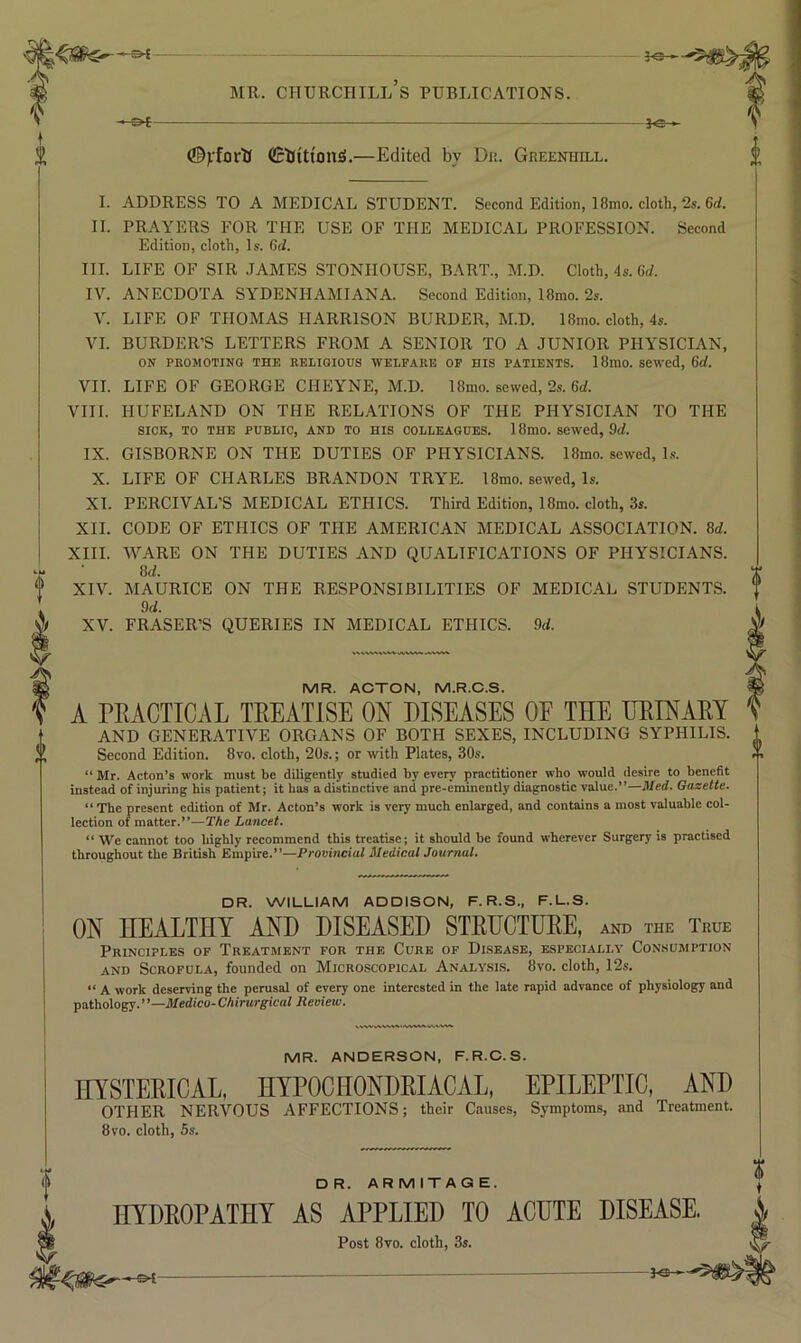 MR. CHURCHILL'S PUBLICATIONS.
Oxford Editions.—Edited by Dr. Greenhill.
I. ADDRESS TO A MEDICAL STUDENT. Second Edition, 18mo. cloth, 2s. 6d.
II. PRAYERS FOR THE USE OF THE MEDICAL PROFESSION. Second
Edition, cloth, 1s. 6d.
III. LIFE OF SIR JAMES STONHOUSE, BART., M.D. Cloth, 4s. 6d.
IV. ANECDOTA SYDENHAMIANA. Second Edition, 18mo. 2s.
V. LIFE OF THOMAS HARRISON BURDER, M.D. 18mo. cloth, 4s.
VI. BURDER'S LETTERS FROM A SENIOR TO A JUNIOR PHYSICIAN,
ON PROMOTING THE RELIGIOUS WELFARE OF HIS PATIENTS. 18mo. sewed, 6d.
VII. LIFE OF GEORGE CHEYNE, M.D. 18mo. sewed, 2s. 6d.
VIII. HUFELAND ON THE RELATIONS OF THE PHYSICIAN TO THE
SICK, TO THE PUBLIC, AND TO HIS COLLEAGUES. 18mo. sewed, 9d.
IX. GISBORNE ON THE DUTIES OF PHYSICIANS. 18mo. sewed, 1s.
X. LIFE OF CHARLES BRANDON TRYE. 18mo. sewed, 1s.
XI. PERCIVAL'S MEDICAL ETHICS. Third Edition, 18mo. cloth, 3s.
XII. CODE OF ETHICS OF THE AMERICAN MEDICAL ASSOCIATION. 8d.
XIII. WARE ON THE DUTIES AND QUALIFICATIONS OF PHYSICIANS.
8d.
XIV. MAURICE ON THE RESPONSIBILITIES OF MEDICAL STUDENTS.
9d.
XV. FRASER'S QUERIES IN MEDICAL ETHICS. 9d.
MR. ACTON, M.R.C.S.
A PRACTICAL TREATISE ON DISEASES OF THE URINARY
AND GENERATIVE ORGANS OF BOTH SEXES, INCLUDING SYPHILIS.
Second Edition. 8vo. cloth, 20s.; or with Plates, 30s.
"Mr. Acton's work must be diligently studied by every practitioner who would desire to benefit
instead of injuring his patient; it has a distinctive and pre-eminently diagnostic value."—Med. Gazette.
"The present edition of Mr. Acton's work is very much enlarged, and contains a most valuable col-
lection of matter."—The Lancet.
"We cannot too highly recommend this treatise; it should be found wherever Surgery is practised
throughout the British Empire."—Provincial Medical Journal.
DR. WILLIAM ADDISON, F.R.S., F.L.S.
ON HEALTHY AND DISEASED STRUCTURE, AND THE TRUE
PRINCIPLES OF TREATMENT FOR THE CURE OF DISEASE, ESPECIALLY CONSUMPTION
AND SCROFULA, founded on MICROSCOPICAL ANALYSIS. 8vo. cloth, 12s.
"A work deserving the perusal of every one interested in the late rapid advance of physiology and
pathology."—Medico-Chirurgical Review.
MR. ANDERSON, F.R.C.S.
HYSTERICAL, HYPOCHONDRIACAL, EPILEPTIC, AND
OTHER NERVOUS AFFECTIONS; their Causes, Symptoms, and Treatment.
8vo. cloth, 5s.
DR. ARMITAGE.
HYDROPATHY AS APPLIED TO ACUTE DISEASE.
Post 8vo. cloth, 3s.